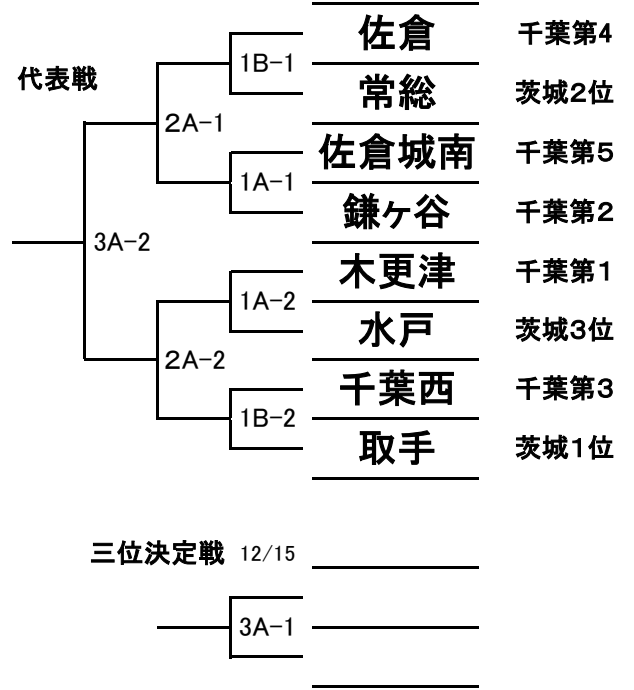 佐倉 千葉第4
1B-1
代表戦
常総 茨城2位
2A-1
佐倉城南 千葉第5
1A-1
鎌ヶ谷 千葉第2
3A-2
木更津 千葉第1
1A-2
水戸 茨城3位
2A-2
千葉西 千葉第3
1B-2
取手 茨城1位
三位決定戦 12/15
3A-1